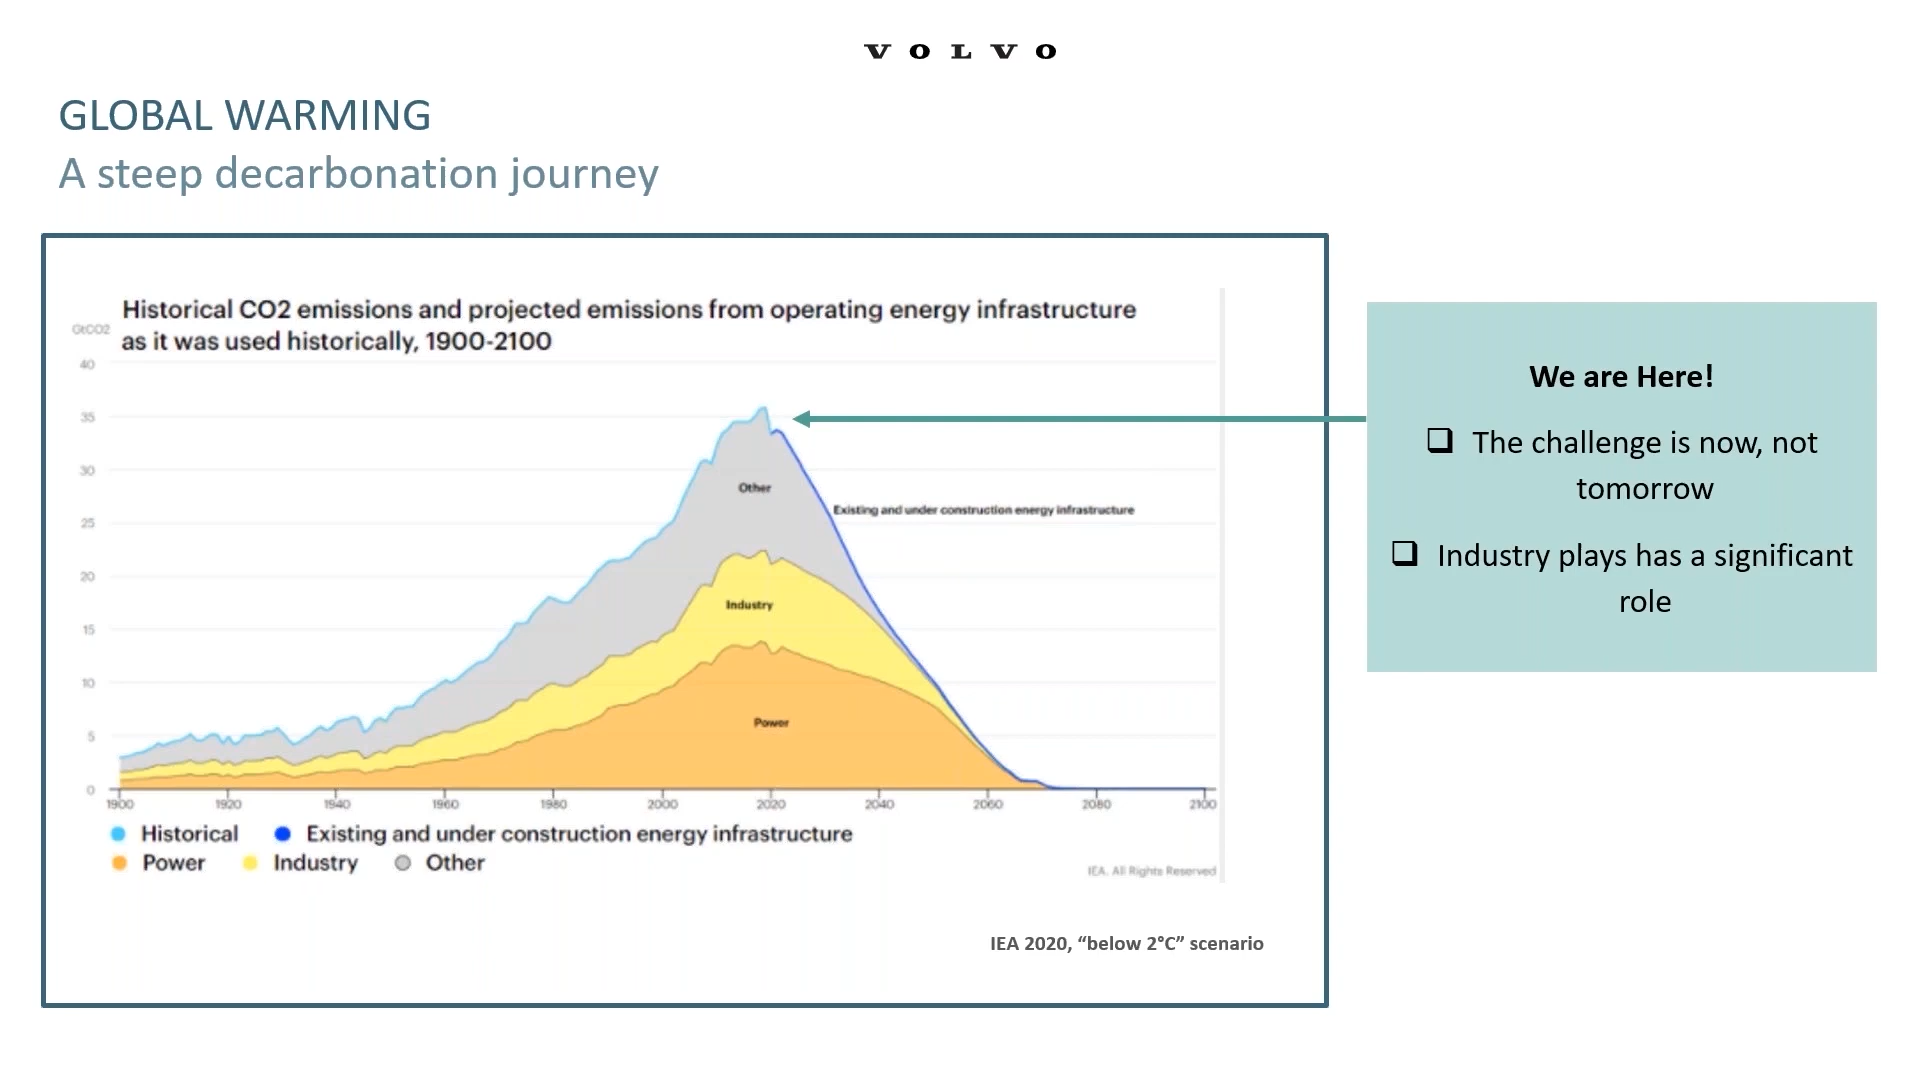 VOLVO
GLOBAL WARMING
A steep decarbonation journey
Historical CO2 emissions and projected emissions from operating energy infrastructure
as it was used historically, 1900-2100
GtCO2
40
35
30
25
20
15
10
5
0
Other
Existing and under construction energy infrastructure
Industry
Power
1900 1920 1940 1960 1980 2000 2020 2040 2060 2080 2100
Historical Existing and under construction energy infrastructure
Power Industry Other
IEA. All Rights Reserved
IEA 2020, “below 2°C” scenario
We are Here!
❑ The challenge is now, not
tomorrow
❑ Industry plays has a significant
role